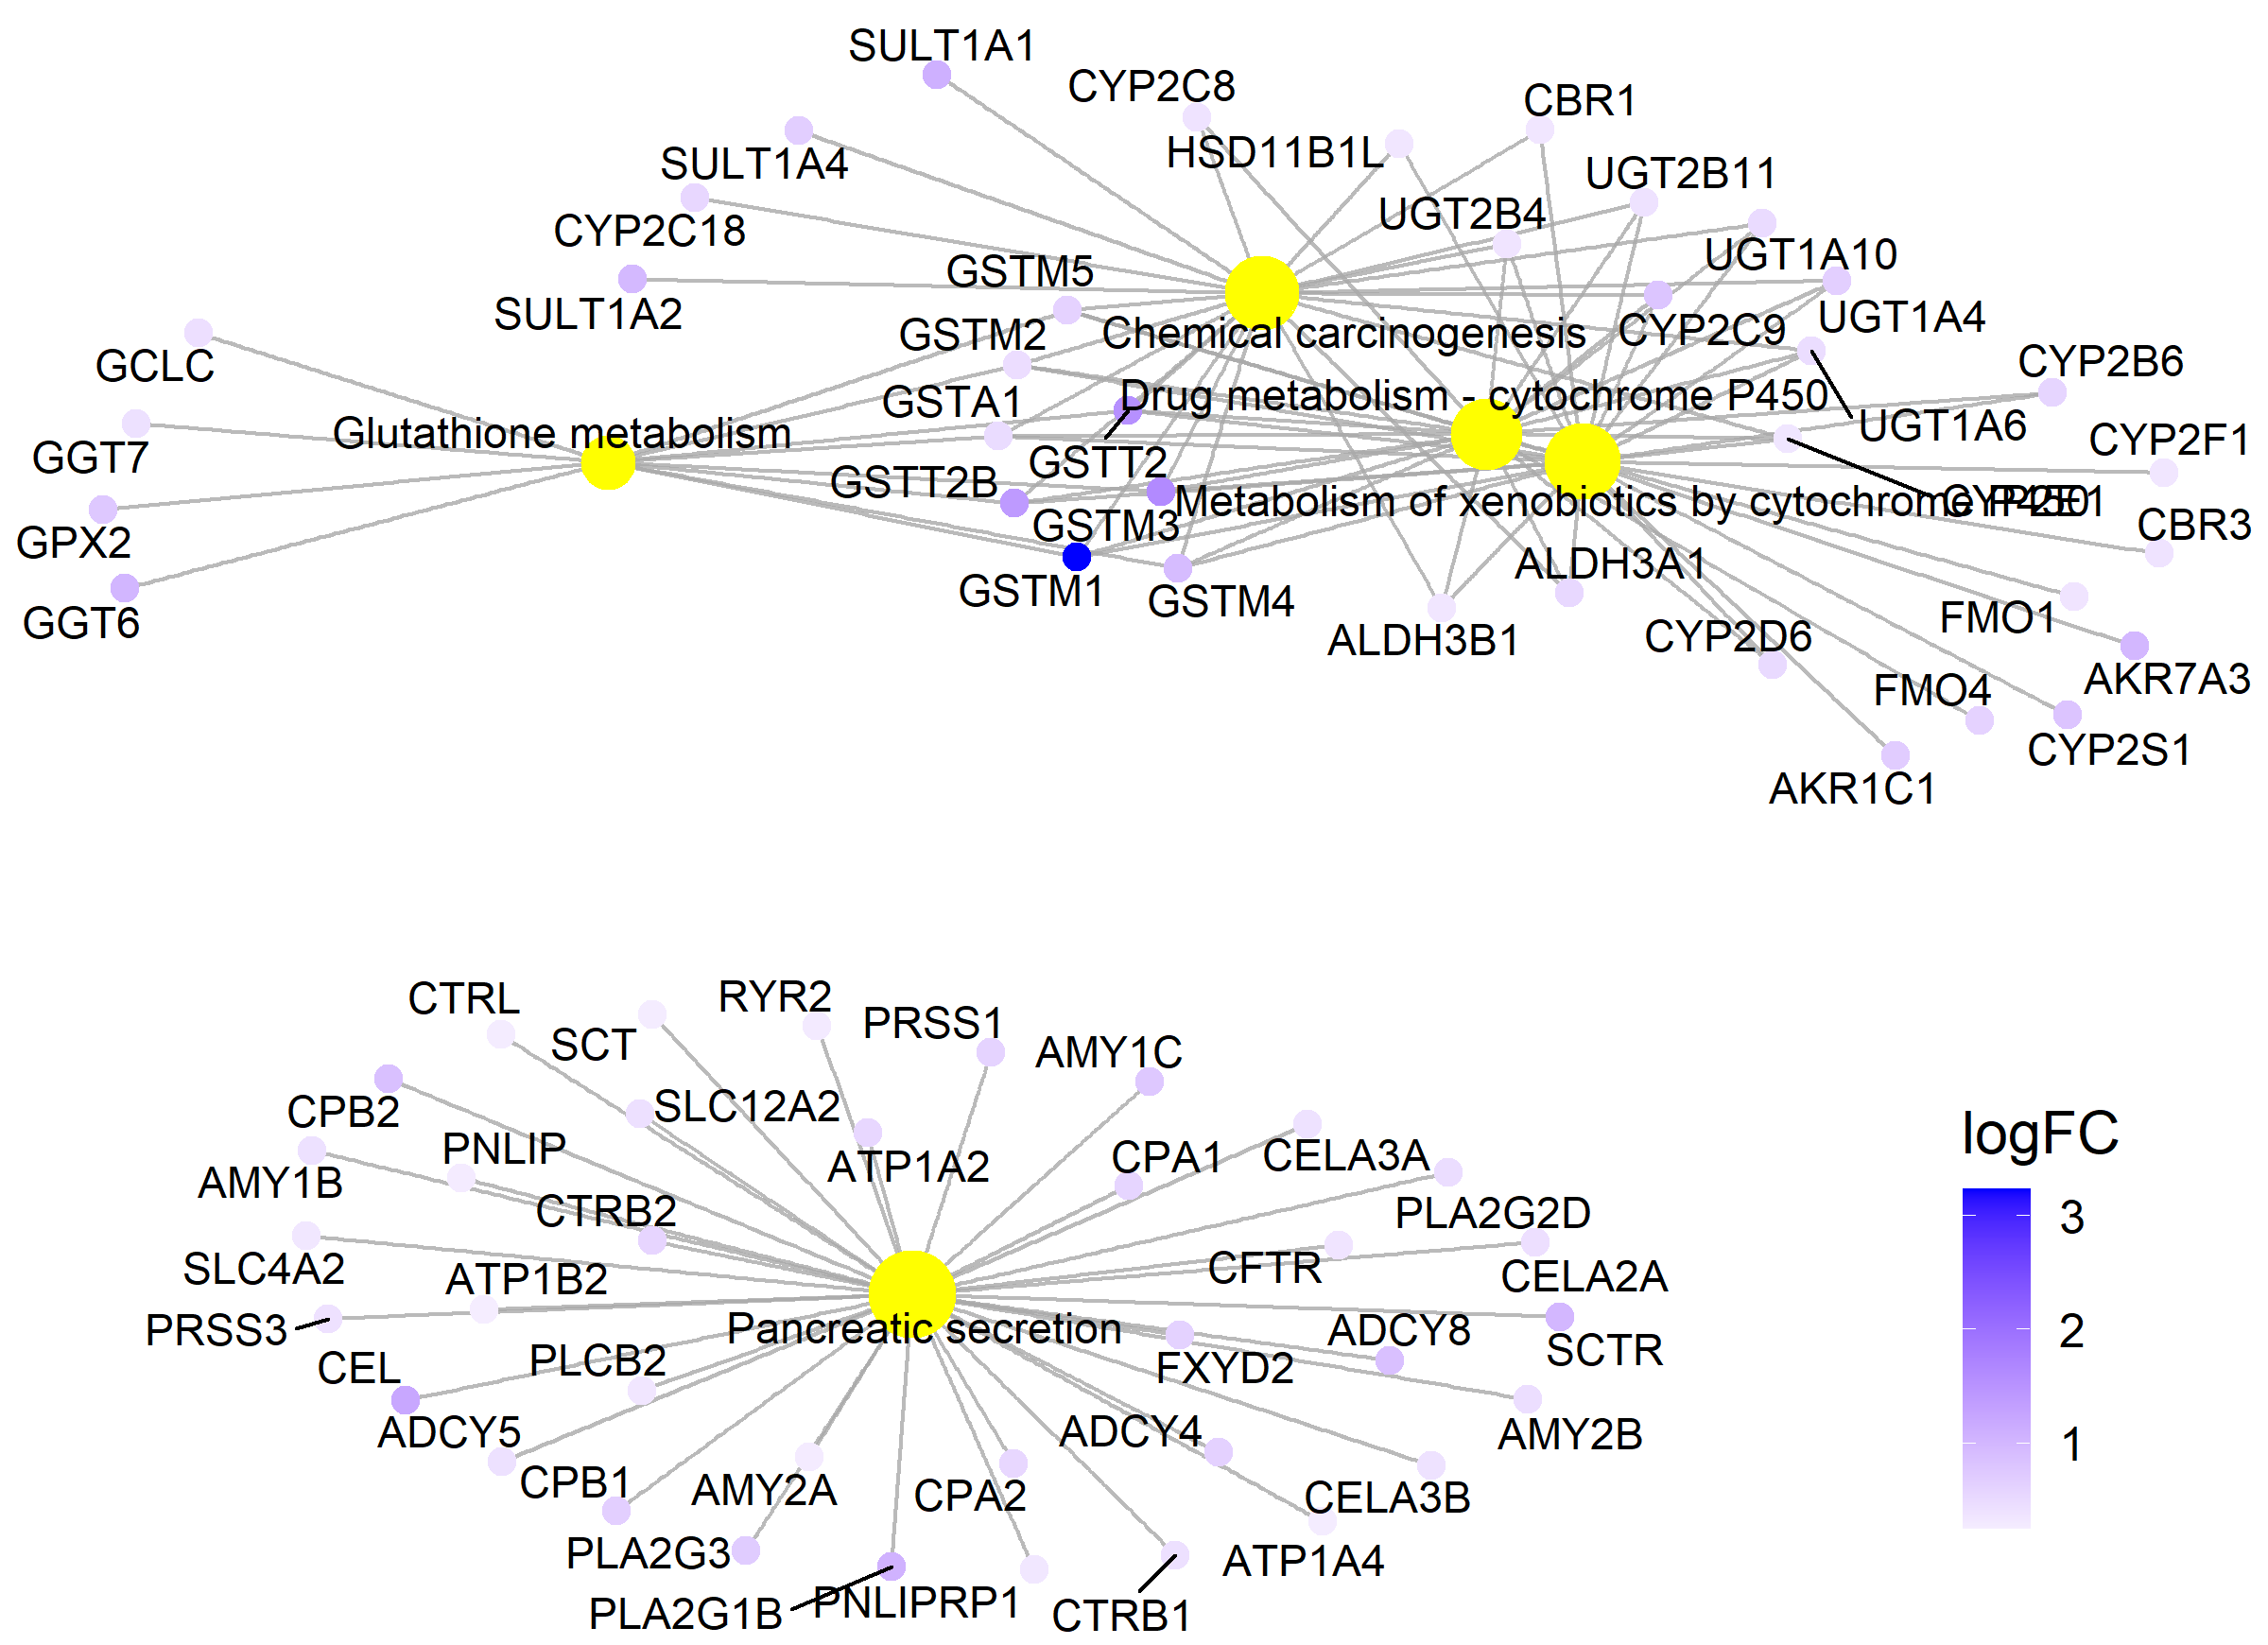 SULT1A1
CYP2C8
CBR1
HSD11B1L
SULT1A4
UGT2B11
UGT2B4
CYP2C18
UGT1A10
GSTM5
SULT1A2
UGT1A4
CYP2C9
GSTM2
Chemical carcinogenesis
GCLC
CYP2B6
Drug metabolism - cytochrome P450
GSTA1
UGT1A6
Glutathione metabolism
CYP2F1
GGT7
GSTT2
GSTT2B
Metabolism of xenobiotics by cytochrome P450
CYP2E1
GSTM3
CBR3
GPX2
ALDH3A1
GSTM1
GSTM4
FMO1
GGT6
CYP2D6
ALDH3B1
AKR7A3
FMO4
CYP2S1
AKR1C1
CTRL
RYR2
PRSS1
SCT
AMY1C
CPB2
SLC12A2
PNLIP
ATP1A2
CPA1
CELA3A
AMY1B
CTRB2
PLA2G2D
SLC4A2
ATP1B2
CFTR
CELA2A
PRSS3
Pancreatic secretion
ADCY8
SCTR
CEL
PLCB2
FXYD2
ADCY5
ADCY4
AMY2B
CPB1
AMY2A
CPA2
CELA3B
PLA2G3
ATP1A4
PLA2G1B
PNLIPRP1
CTRB1
logFC
3
2
1